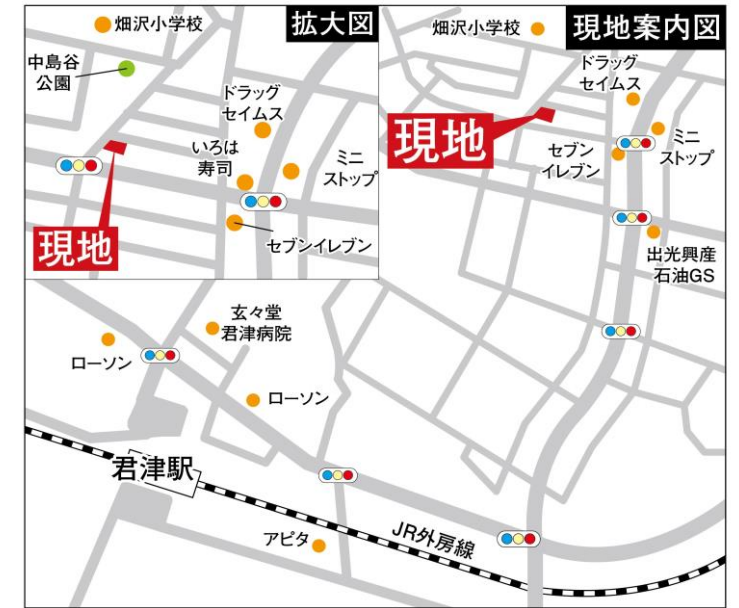 拡大図
畑沢小学校
中島谷
公園
ドラッグ
セイムス
いろは
寿司
ミニ
ストップ
現地
セブンイレブン
現地案内図
畑沢小学校
ドラッグ
セイムス
現地
セブン
イレブン
ミニ
ストップ
出光興産
石油GS
玄々堂
君津病院
ローソン
ローソン
君津駅
アピタ
JR外房線